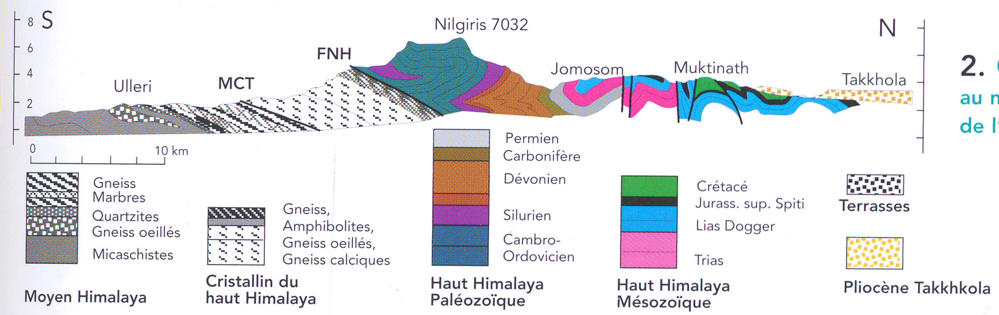 S
N
8
6
4
2
Nilgiris 7032
FNH
MCT
Ulleri
Jomosom
Muktinath
Takkhola
2.
au m
de l'
0
10 km
Gneiss
Marbres
Quartzites
Gneiss oeillés
Micaschistes
Moyen Himalaya
Gneiss,
Amphibolites,
Gneiss oeillés,
Gneiss calciques
Cristallin du
haut Himalaya
Permien
Carbonifère
Dévonien
Silurien
Cambro-
Ordovicien
Haut Himalaya
Paléozoïque
Crétacé
Jurass. sup. Spiti
Lias Dogger
Trias
Haut Himalaya
Mésozoïque
Terrasses
Pliocène Takkhkola